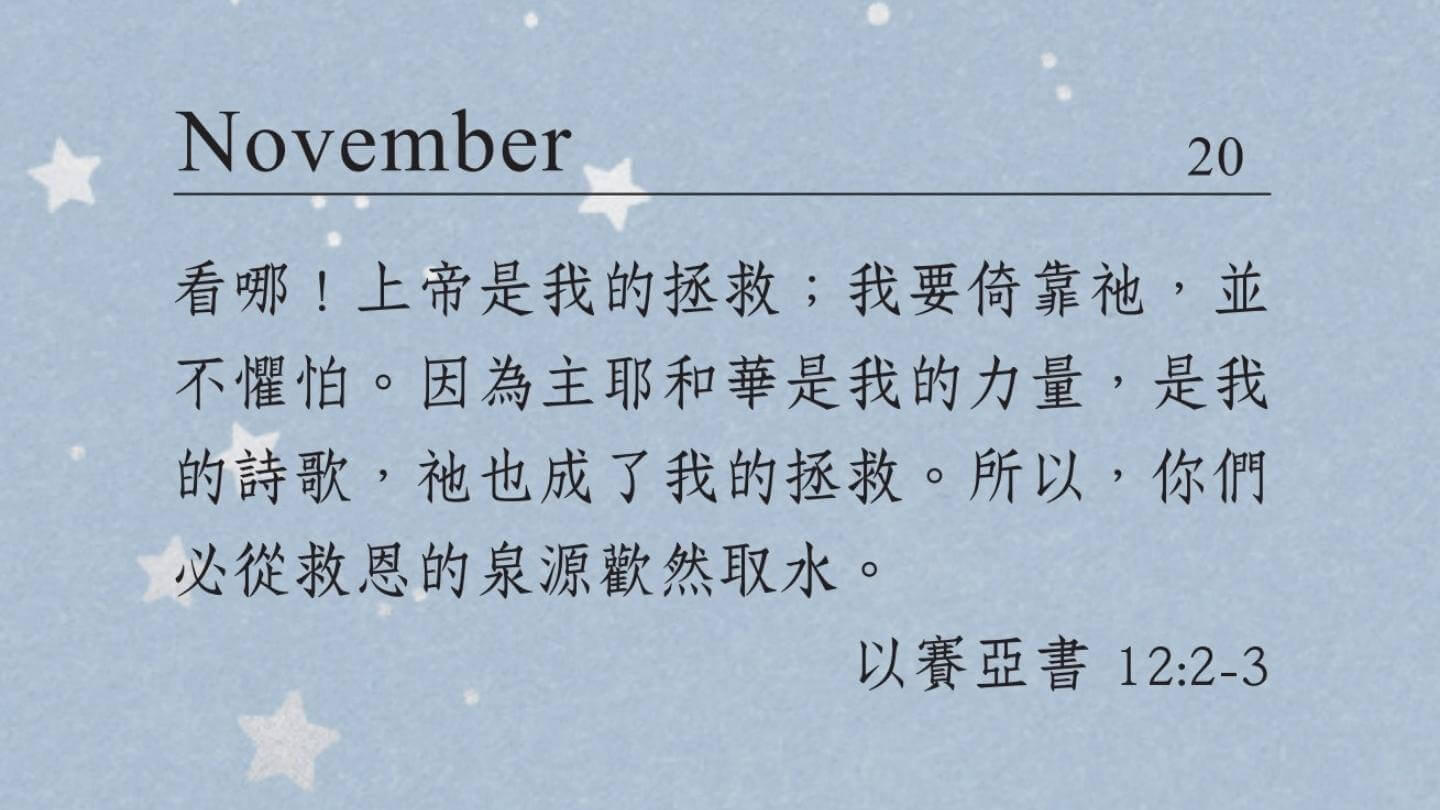 November
20
看哪！上帝是我的拯救；我要倚靠祂，並
不懼怕。因為主耶和華是我的力量，是我
的詩歌，祂也成了我的拯救。所以，你們
必從救恩的泉源歡然取水。
以賽亞書 12:2-3